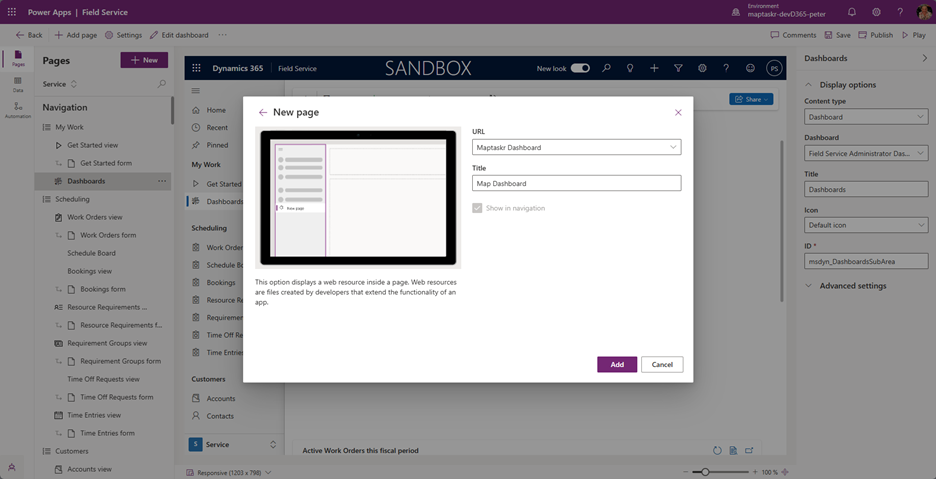 Power Apps | Field Service
Environment
maptaskr-devD365-peter
Back
Add page
Settings
Edit dashboard
Comments
Save
Publish
Play
Pages
Data
Automation
Pages
New
Service
Navigation
My Work
Get Started view
Get Started form
Dashboards
Scheduling
Work Orders view
Work Orders form
Schedule Board
Bookings view
Bookings form
Resource Requirements ...
Resource Requirements f...
Requirement Groups view
Requirement Groups form
Time Off Requests view
Time Off Requests form
Time Entries view
Time Entries form
Customers
Accounts view
Dynamics 365
Field Service
SANDBOX
New look
PS
Home
Recent
Pinned
My Work
Get Started
Dashboards
Scheduling
Work Order
Schedule Bo
Bookings
Resource Re
Requiremen
Time Off Re
Time Entries
Customers
Accounts
Contacts
S
Service
Share
New page
New page
This option displays a web resource inside a page. Web resources
are files created by developers that extend the functionality of an
app.
URL
Maptaskr Dashboard
Title
Map Dashboard
Show in navigation
Add
Cancel
Active Work Orders this fiscal period
Responsive (1203 x 798)
100 %
Dashboards
Display options
Content type
Dashboard
Dashboard
Field Service Administrator Das...
Title
Dashboards
Icon
Default icon
ID *
msdyn_DashboardsSubArea
Advanced settings